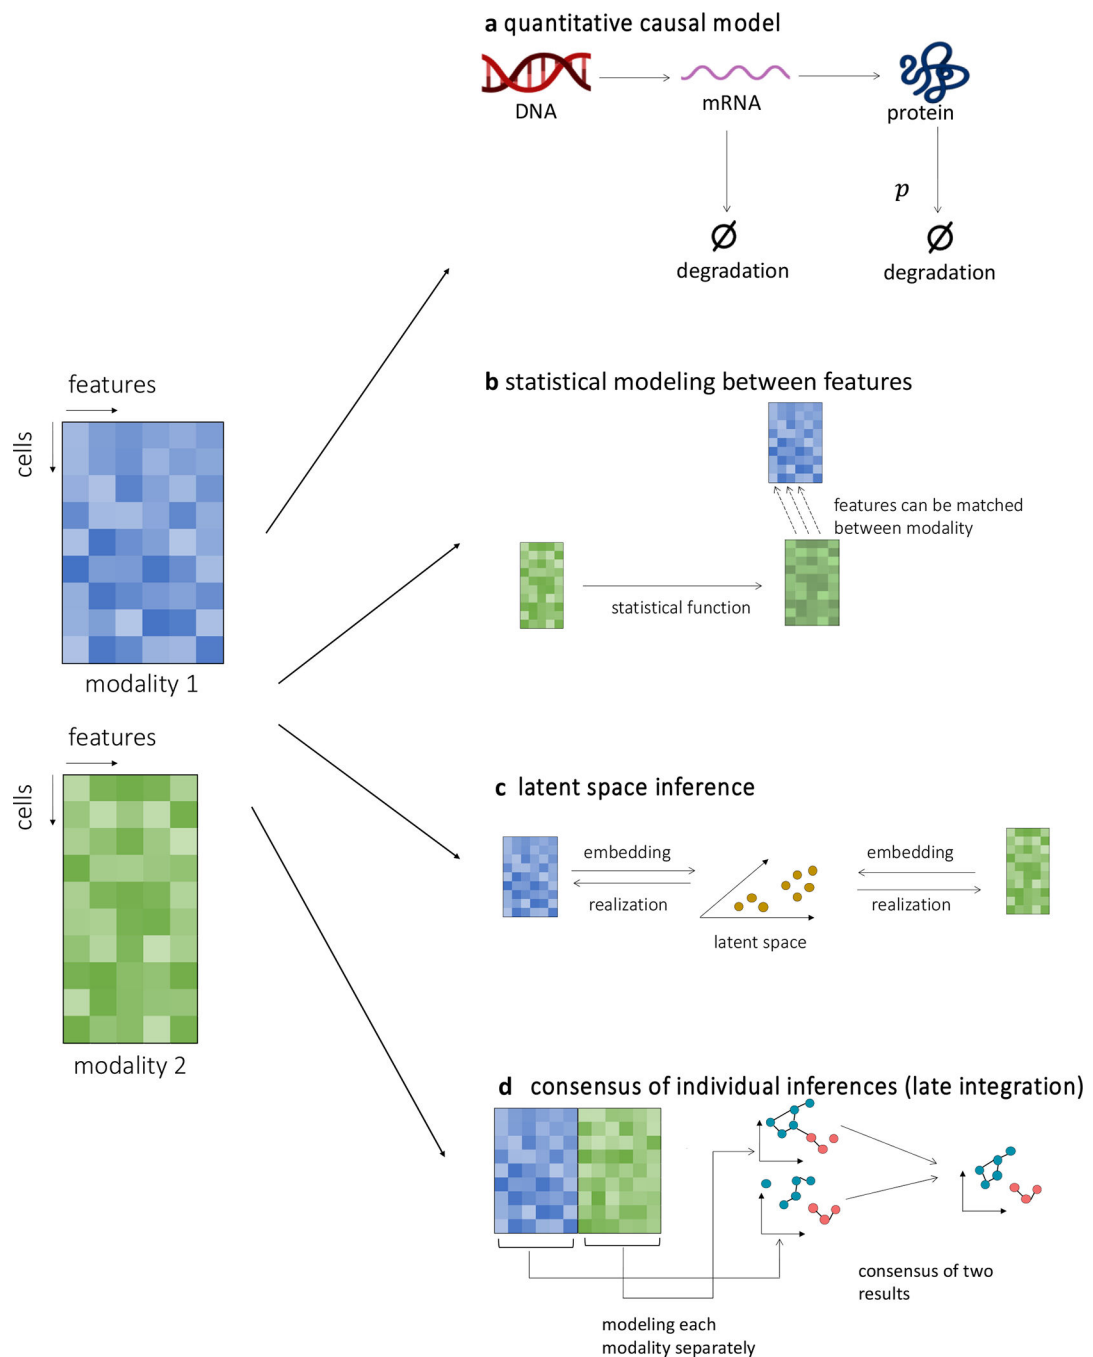 a quantitative causal model
DNA
mRNA
protein
p
Ø
degradation
Ø
degradation
features
cells
modality 1
features
cells
modality 2
b statistical modeling between features
features can be matched
between modality
statistical function
c latent space inference
embedding
realization
latent space
embedding
realization
d consensus of individual inferences (late integration)
consensus of two
results
modeling each
modality separately